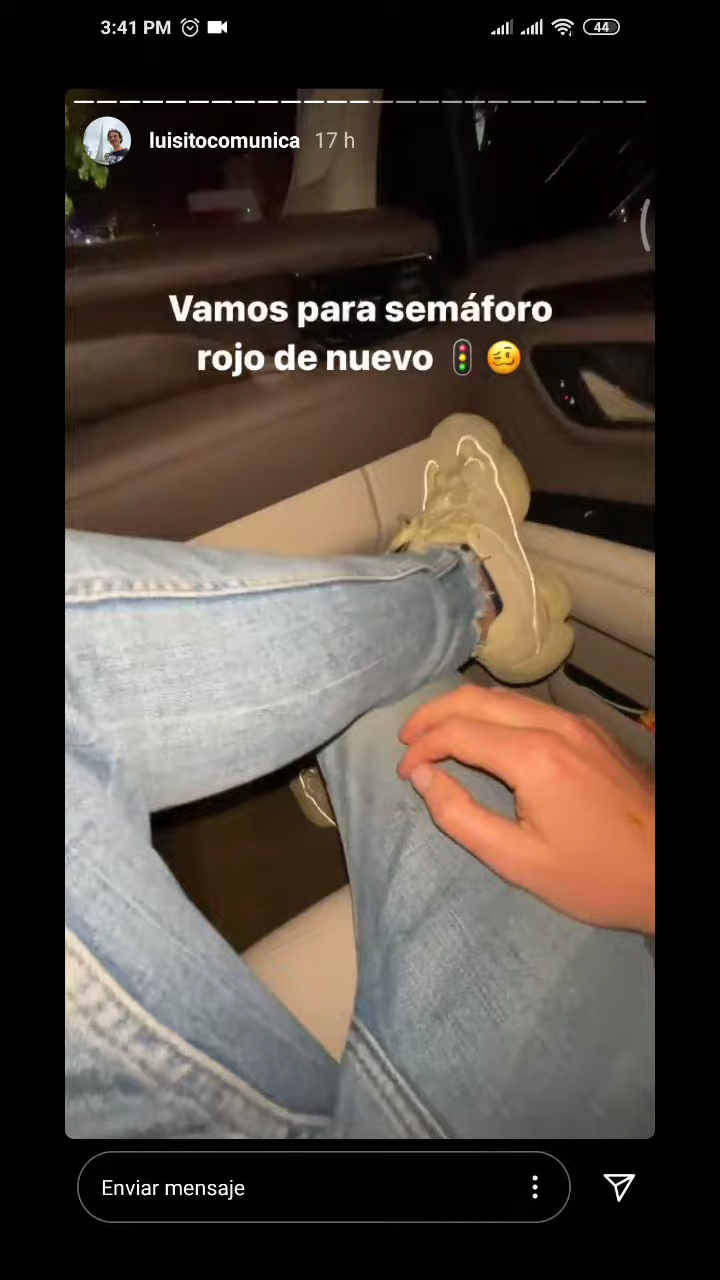 3:41 PM
44
luisitocomunica 17 h
Vamos para semáforo
rojo de nuevo 🚦 🥴
Enviar mensaje